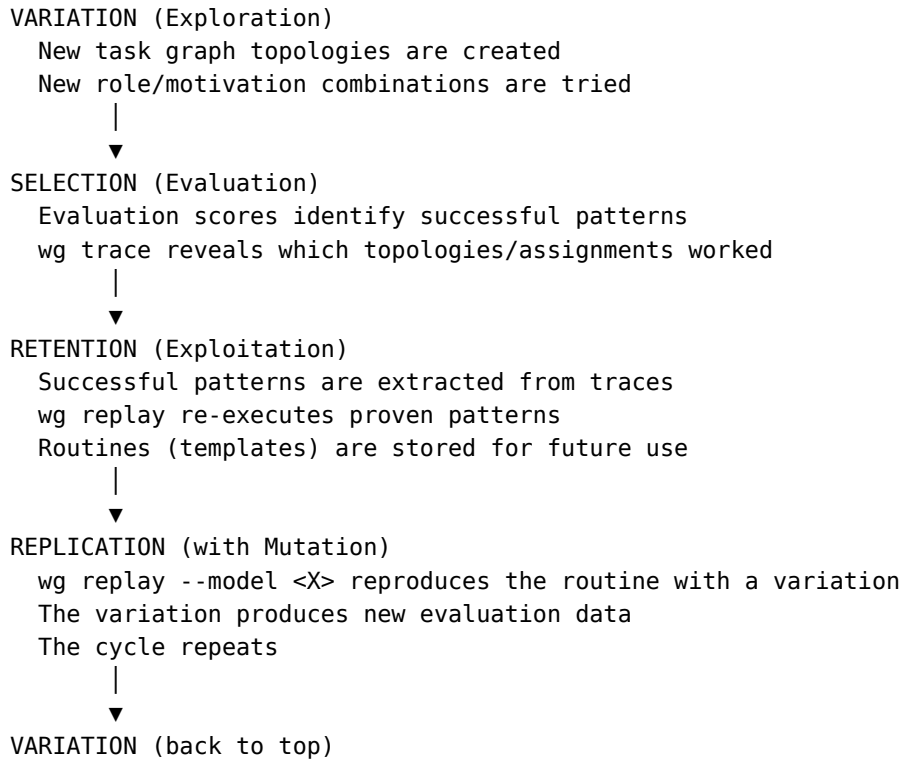 VARIATION (Exploration)
New task graph topologies are created
New role/motivation combinations are tried
│
▼
SELECTION (Evaluation)
Evaluation scores identify successful patterns
wg trace reveals which topologies/assignments worked
│
▼
RETENTION (Exploitation)
Successful patterns are extracted from traces
wg replay re-executes proven patterns
Routines (templates) are stored for future use
│
▼
REPLICATION (with Mutation)
wg replay --model <X> reproduces the routine with a variation
The variation produces new evaluation data
The cycle repeats
│
▼
VARIATION (back to top)